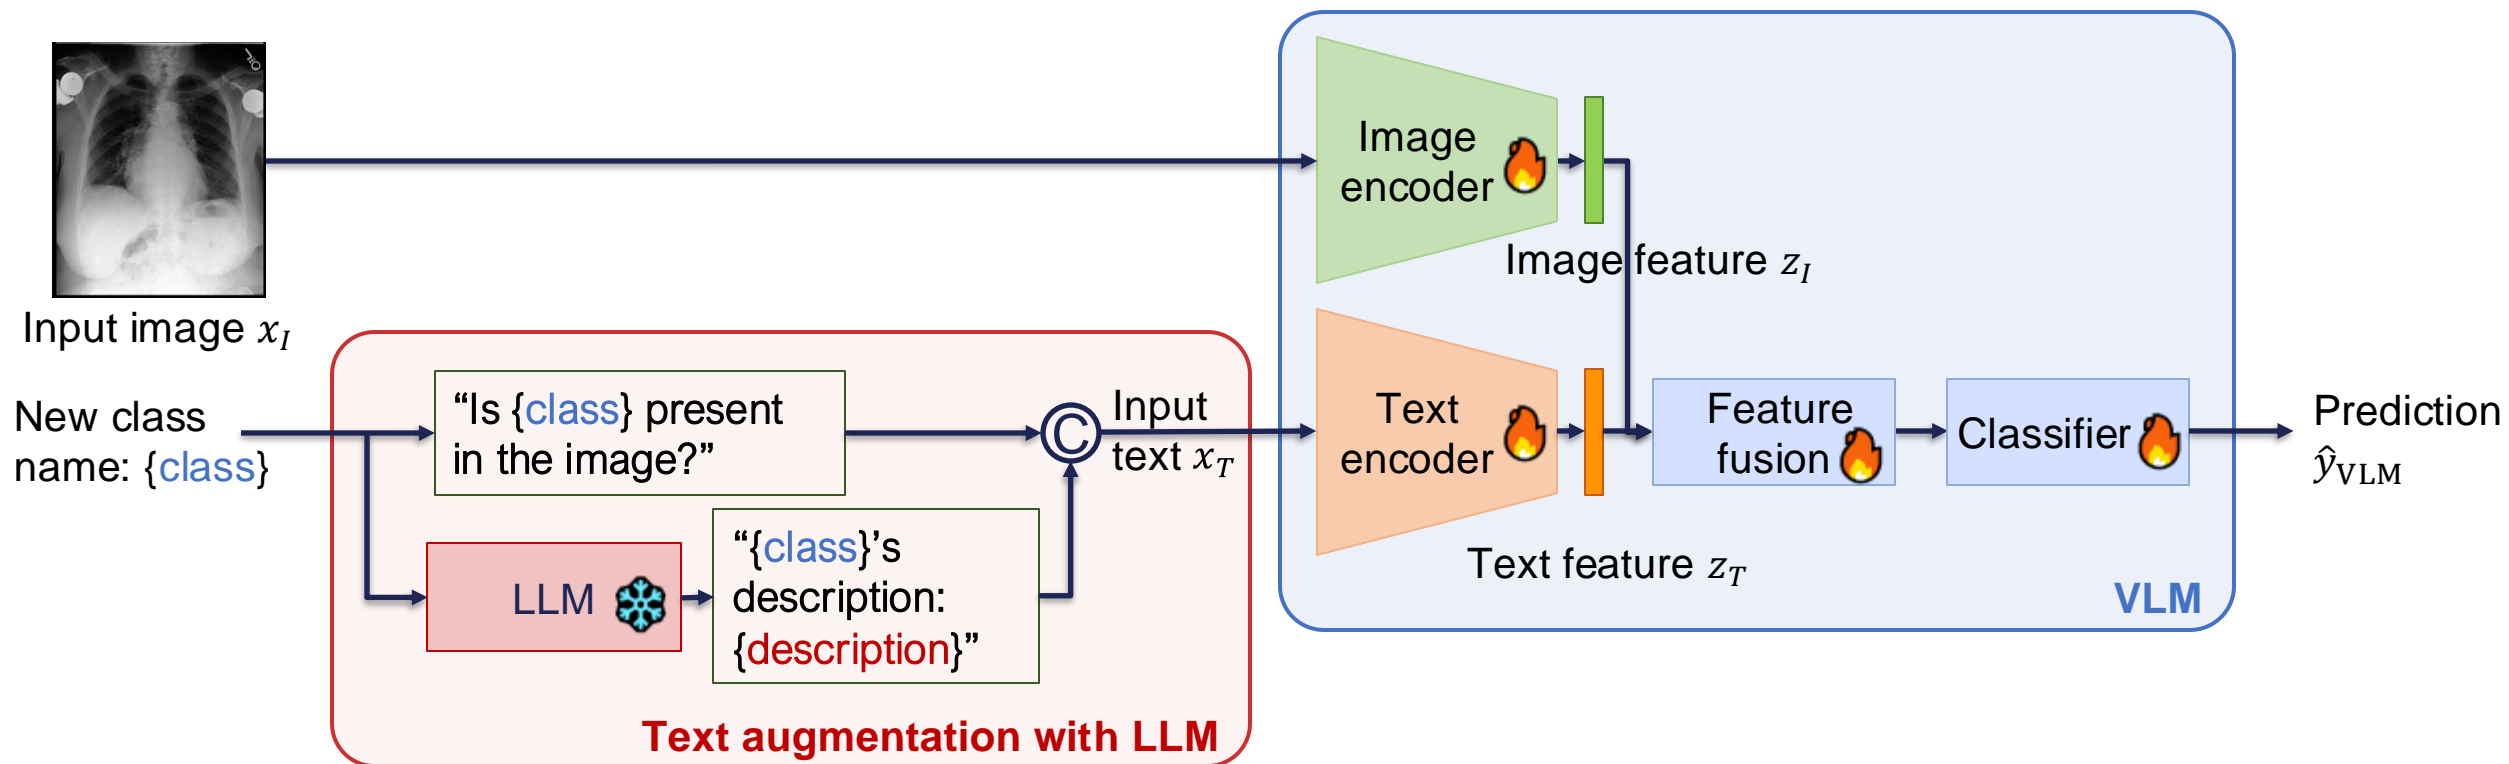 Input image x_I
New class
name: {class}
“Is {class} present
in the image?”
LLM
“{class}’s
description:
{description}”
©
Input
text x_T
Text augmentation with LLM
Image
encoder
Image feature z_I
Text
encoder
Text feature z_T
Feature
fusion
Classifier
VLM
Prediction
ŷ_VLM